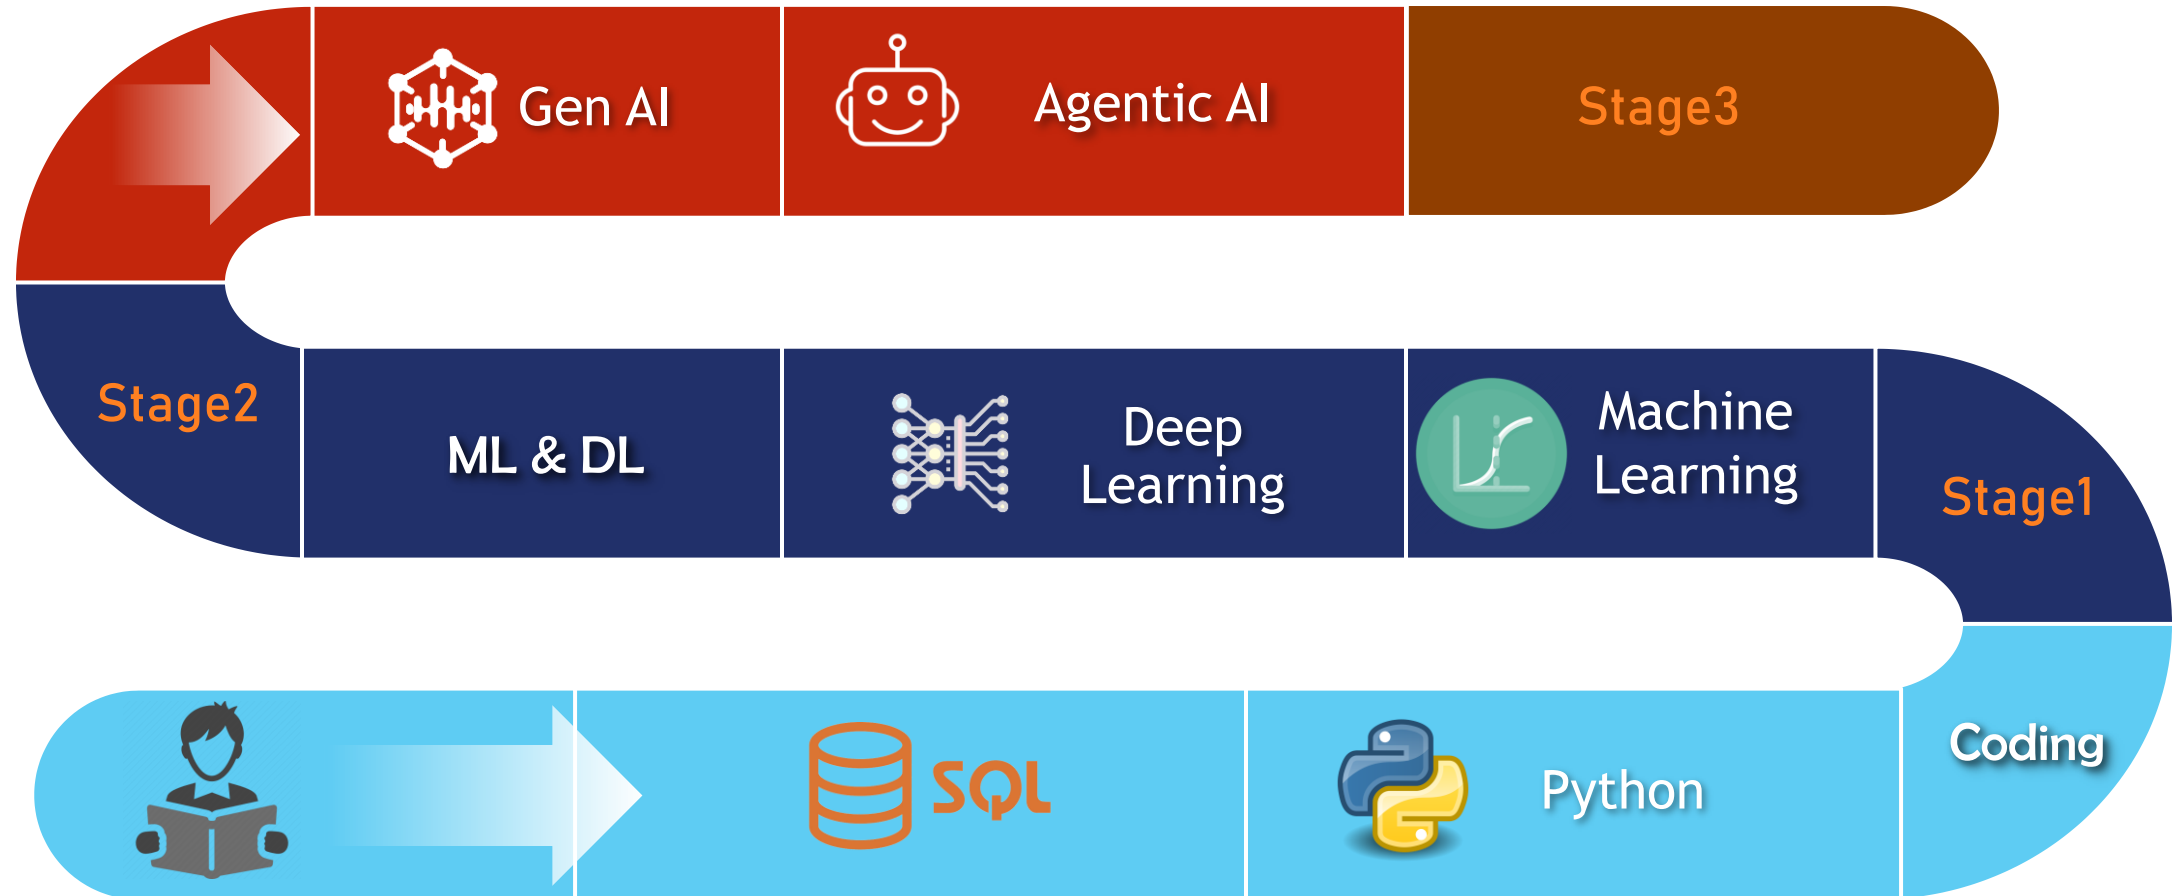 Gen AI
Agentic AI
Stage3
Stage2
ML & DL
Deep
Learning
Machine
Learning
Stage1
SQL
Python
Coding